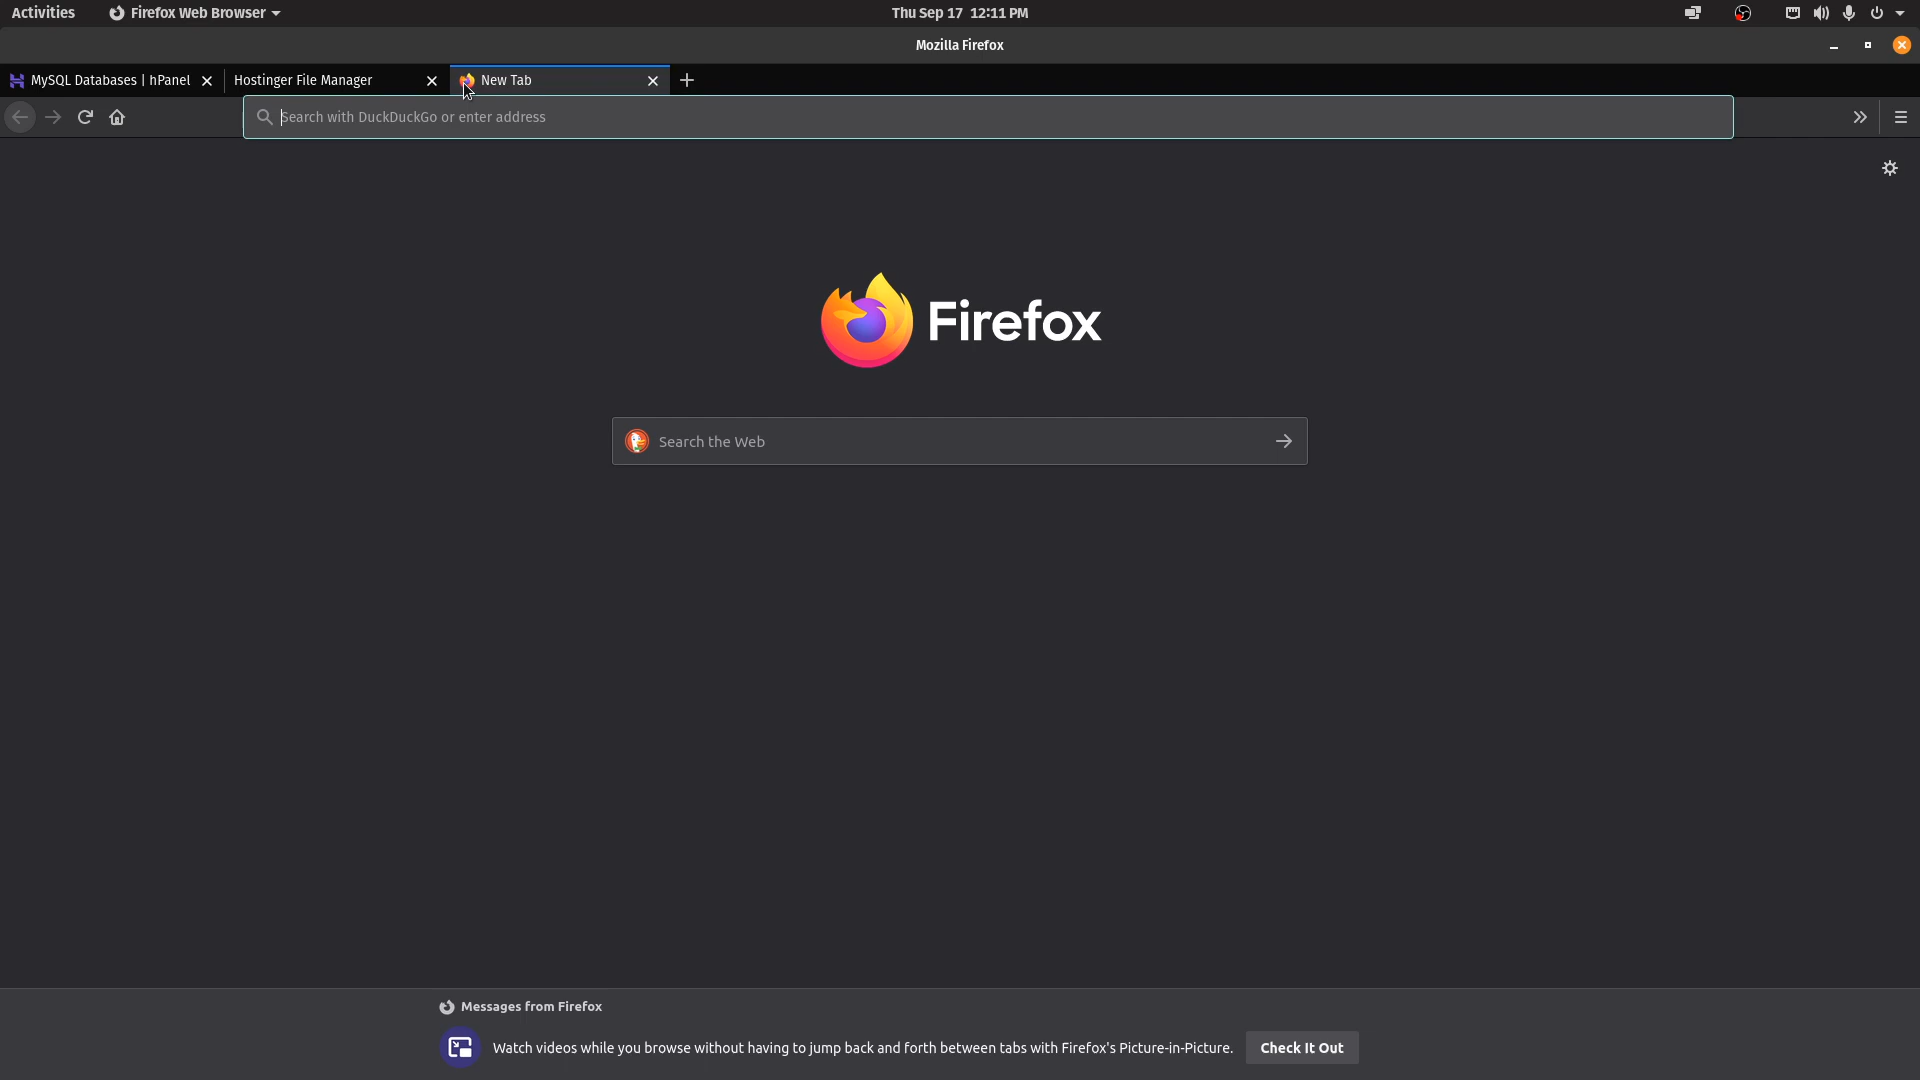 Activities
Firefox Web Browser
Thu Sep 17 12:11 PM
Mozilla Firefox
MySQL Databases | hPanel
Hostinger File Manager
New Tab
Search with DuckDuckGo or enter address
Firefox
Search the Web
Messages from Firefox
Watch videos while you browse without having to jump back and forth between tabs with Firefox's Picture-in-Picture.
Check It Out